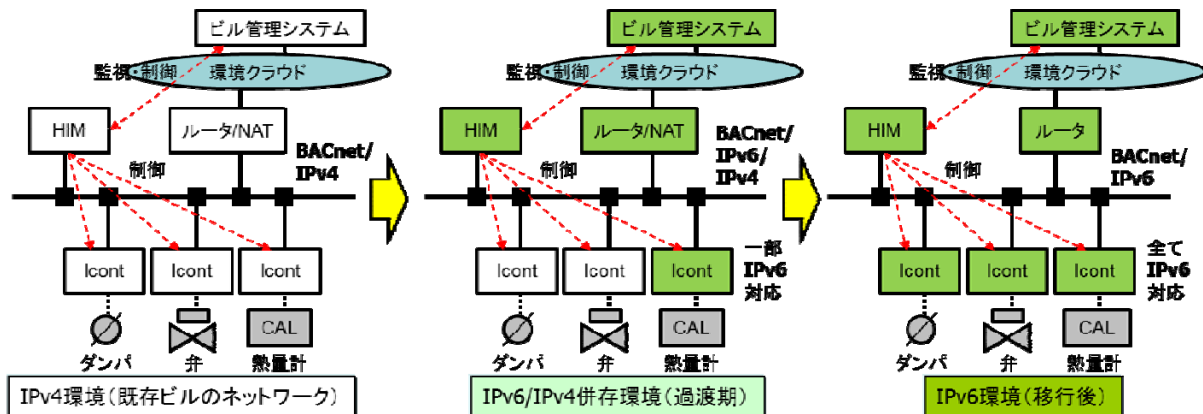 ビル管理システム
監視・制御
環境クラウド
HIM
ルータ/NAT
制御
BACnet/
IPv4
Icont
Icont
Icont
CAL
ダンパ
弁
熱量計
IPv4環境(既存ビルのネットワーク)
ビル管理システム
監視・制御
環境クラウド
HIM
ルータ/NAT
制御
BACnet/
IPv6/
IPv4
Icont
Icont
Icont
一部
IPv6
対応
CAL
ダンパ
弁
熱量計
IPv6/IPv4併存環境(過渡期)
ビル管理システム
監視・制御
環境クラウド
HIM
ルータ
制御
BACnet/
IPv6
Icont
Icont
Icont
全て
IPv6
対応
CAL
ダンパ
弁
熱量計
IPv6環境(移行後)